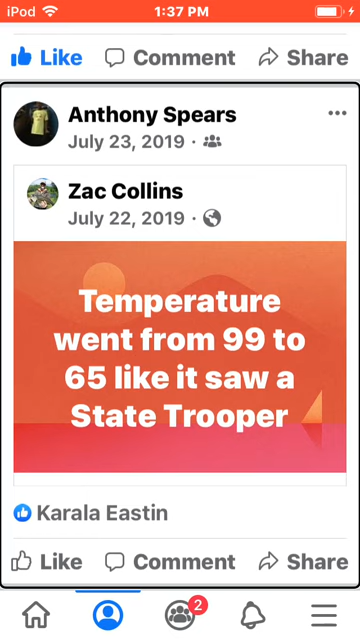 iPod 1:37 PM
Like Comment Share
Anthony Spears
July 23, 2019 ·
Zac Collins
July 22, 2019 ·
Temperature
went from 99 to
65 like it saw a
State Trooper
Karala Eastin
Like Comment Share
2